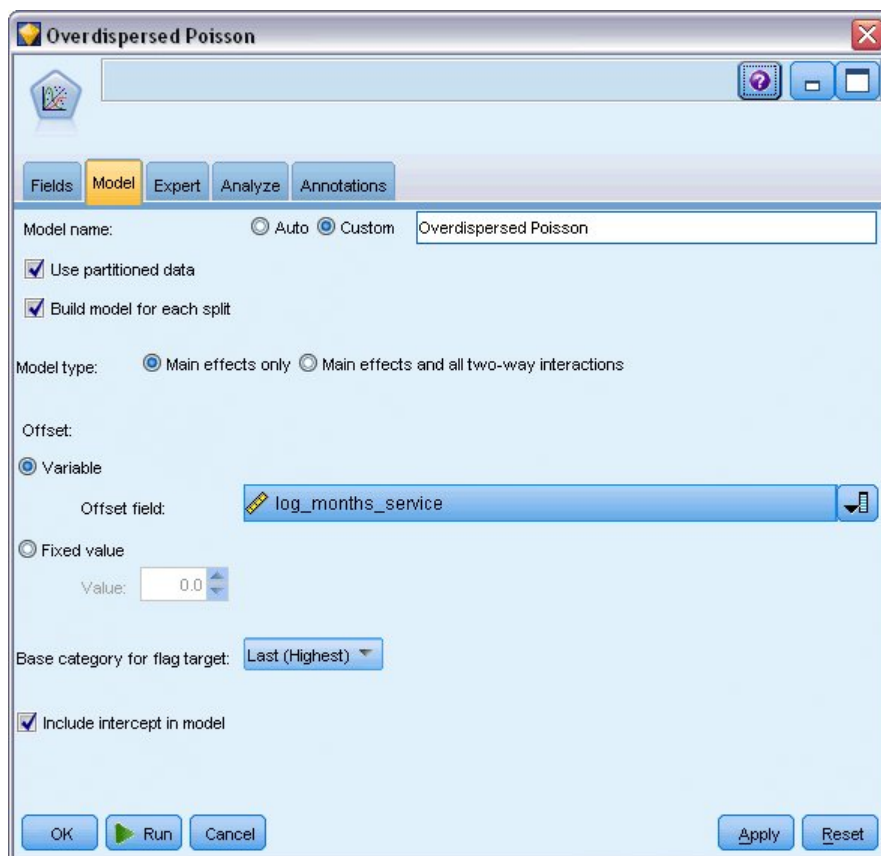 Overdispersed Poisson
Fields Model Expert Analyze Annotations
Model name: Auto Custom Overdispersed Poisson
Use partitioned data
Build model for each split
Model type: Main effects only Main effects and all two-way interactions
Offset:
Variable
Offset field: log_months_service
Fixed value
Value: 0.0
Base category for flag target: Last (Highest)
Include intercept in model
OK Run Cancel Apply Reset